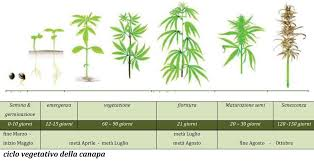 Semina & germinazione emergenza vegetazione fioritura Maturazione semi Senescenza
0-10 giorni 12-15 giorni 60 - 90 giorni 21 giorni 20 - 30 giorni 120 -150 giorni
fine Marzo - inizio Maggio metà Aprile - Luglio metà Luglio metà Agosto metà Agosto fine Agosto - Ottobre
ciclo vegetativo della canapa